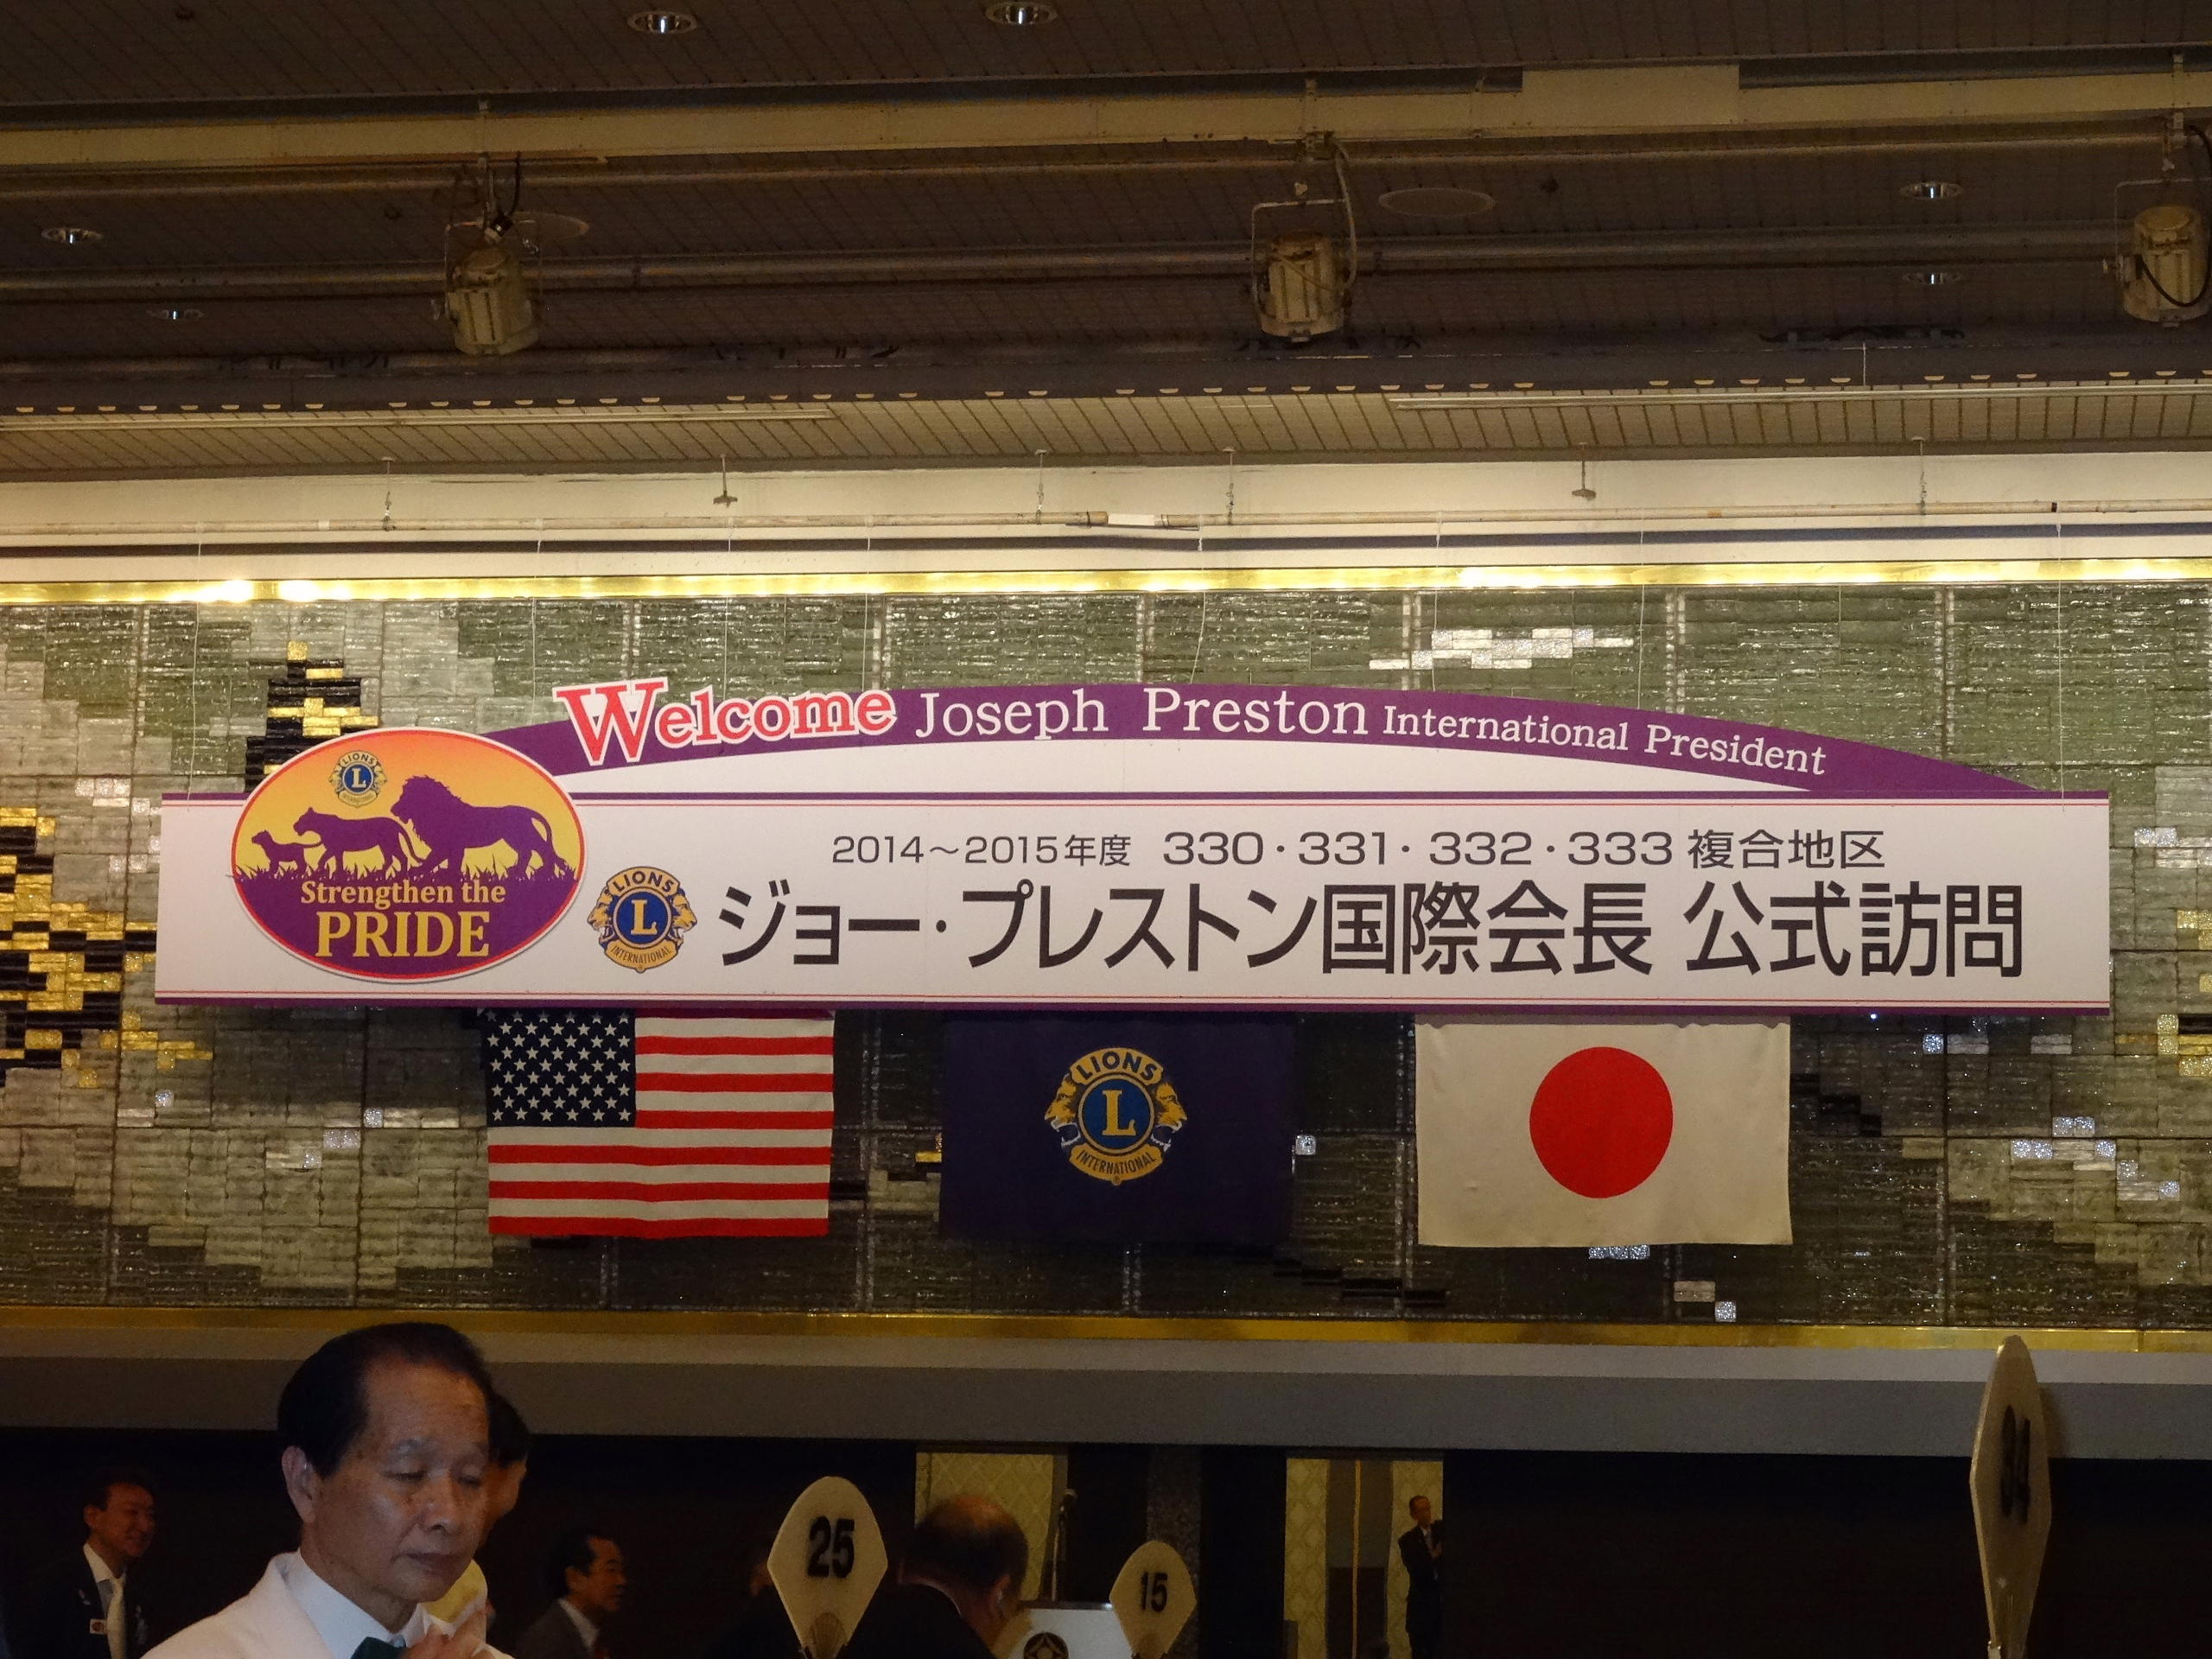 Welcome Joseph Preston International President
LIONS
L
INTERNATIONAL
Strengthen the
PRIDE
2014～2015年度 330・331・332・333 複合地区
LIONS
L
INTERNATIONAL
ジョー・プレストン国際会長 公式訪問
LIONS
L
INTERNATIONAL
25
15
34